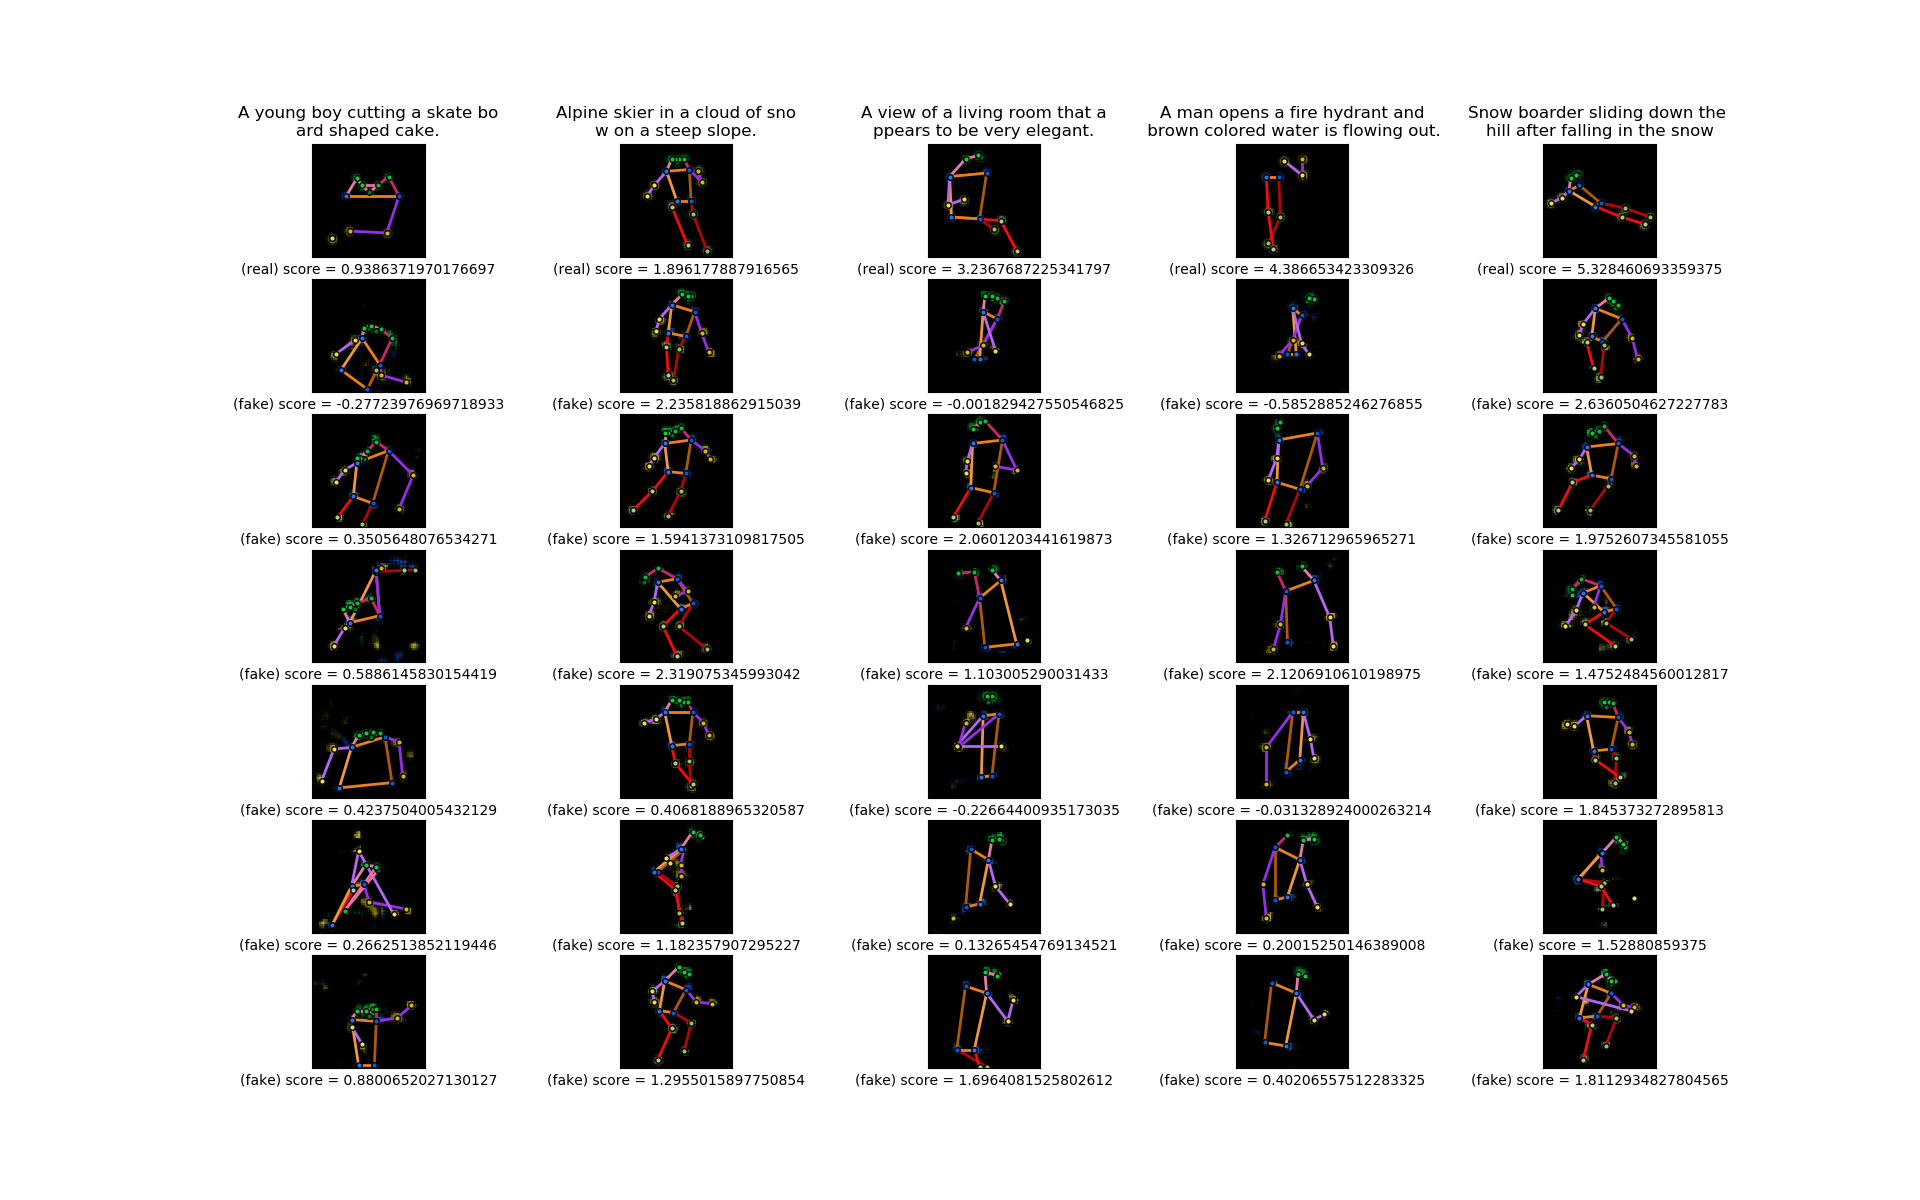 A young boy cutting a skate bo
ard shaped cake.
Alpine skier in a cloud of sno
w on a steep slope.
A view of a living room that a
ppears to be very elegant.
A man opens a fire hydrant and
brown colored water is flowing out.
Snow boarder sliding down the
hill after falling in the snow
(real) score = 0.9386371970176697
(real) score = 1.896177887916565
(real) score = 3.2367687225341797
(real) score = 4.386653423309326
(real) score = 5.328460693359375
(fake) score = -0.27723976969718933
(fake) score = 2.235818862915039
(fake) score = -0.001829427550546825
(fake) score = -0.5852885246276855
(fake) score = 2.6360504627227783
(fake) score = 0.3505648076534271
(fake) score = 1.5941373109817505
(fake) score = 2.0601203441619873
(fake) score = 1.326712965965271
(fake) score = 1.9752607345581055
(fake) score = 0.5886145830154419
(fake) score = 2.319075345993042
(fake) score = 1.103005290031433
(fake) score = 2.1206910610198975
(fake) score = 1.4752484560012817
(fake) score = 0.4237504005432129
(fake) score = 0.4068188965320587
(fake) score = -0.22664400935173035
(fake) score = -0.031328924000263214
(fake) score = 1.845373272895813
(fake) score = 0.2662513852119446
(fake) score = 1.182357907295227
(fake) score = 0.13265454769134521
(fake) score = 0.20015250146389008
(fake) score = 1.52880859375
(fake) score = 0.8800652027130127
(fake) score = 1.2955015897750854
(fake) score = 1.6964081525802612
(fake) score = 0.40206557512283325
(fake) score = 1.8112934827804565